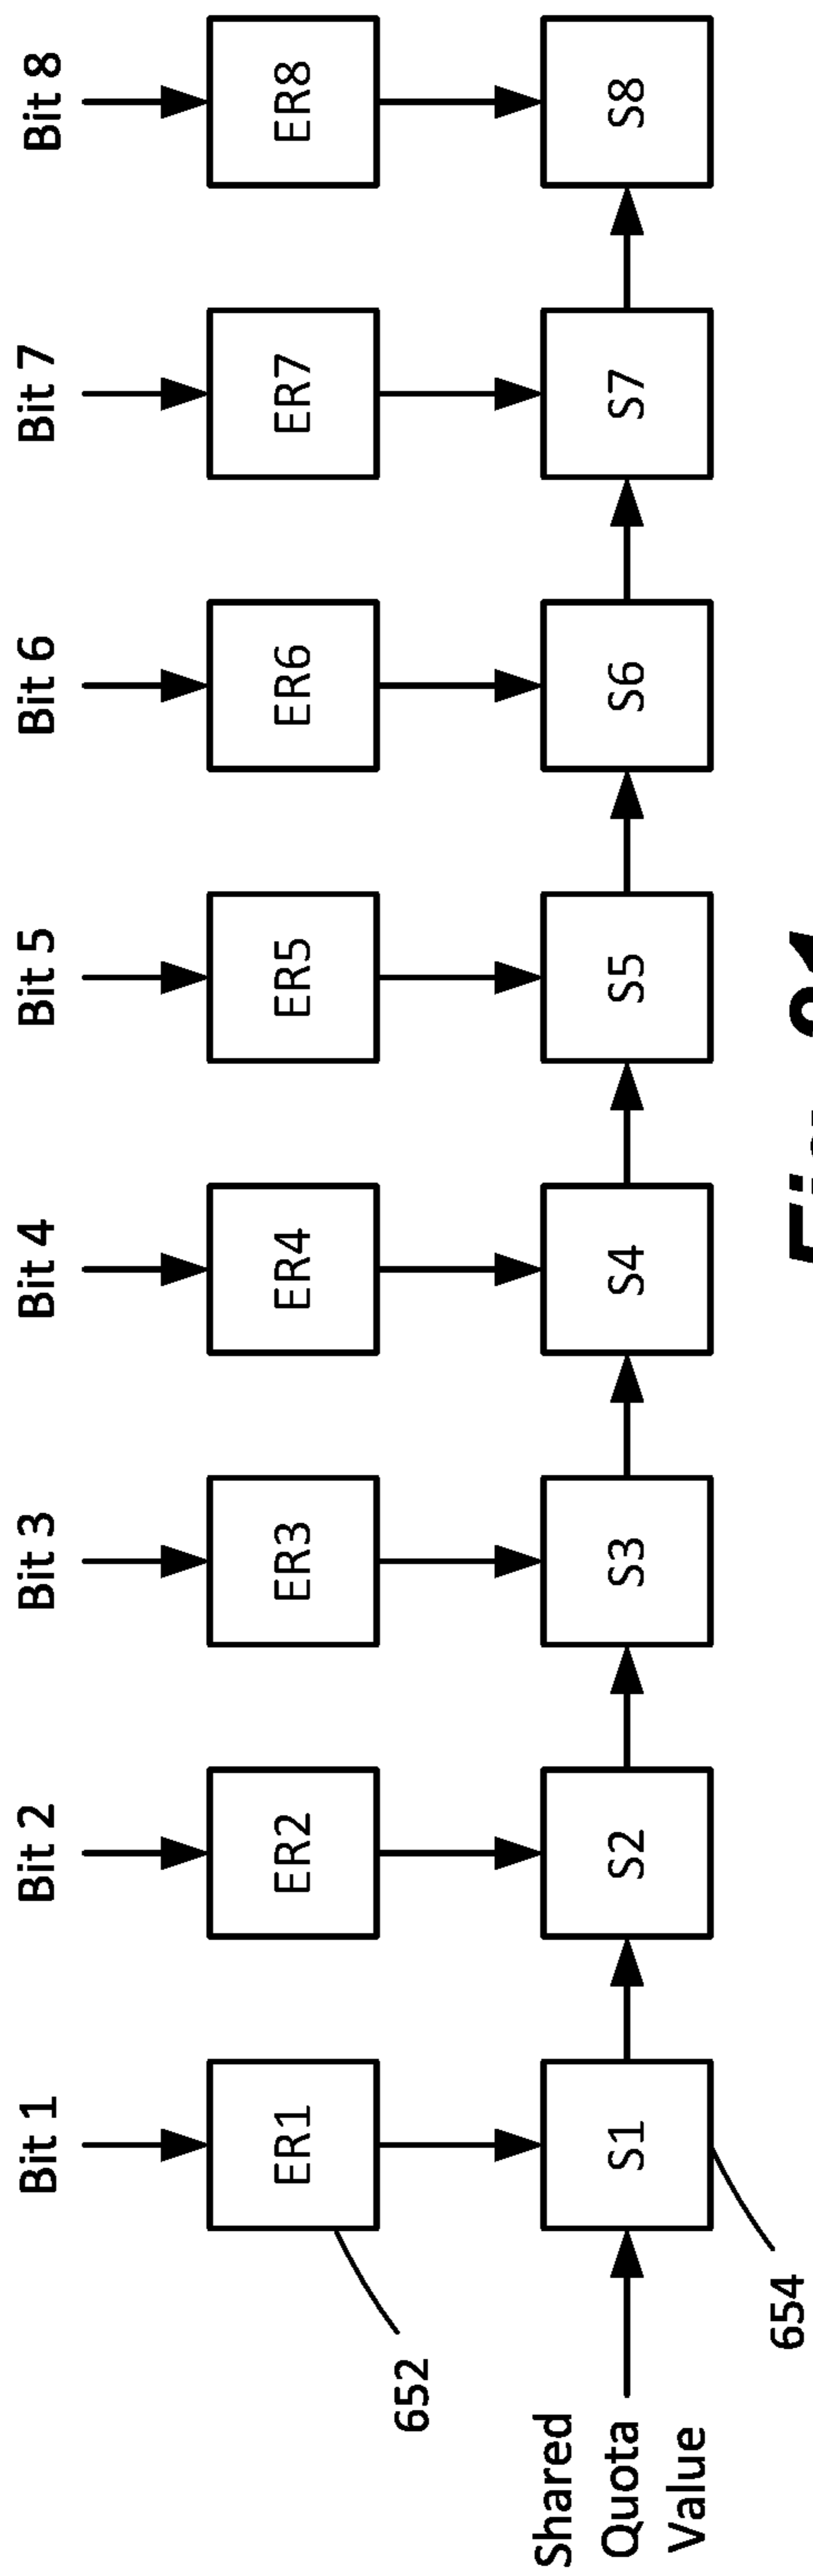 Bit 1 Bit 2 Bit 3 Bit 4 Bit 5 Bit 6 Bit 7 Bit 8
ER1 ER2 ER3 ER4 ER5 ER6 ER7 ER8
652
Shared
Quota
Value
S1 S2 S3 S4 S5 S6 S7 S8
654